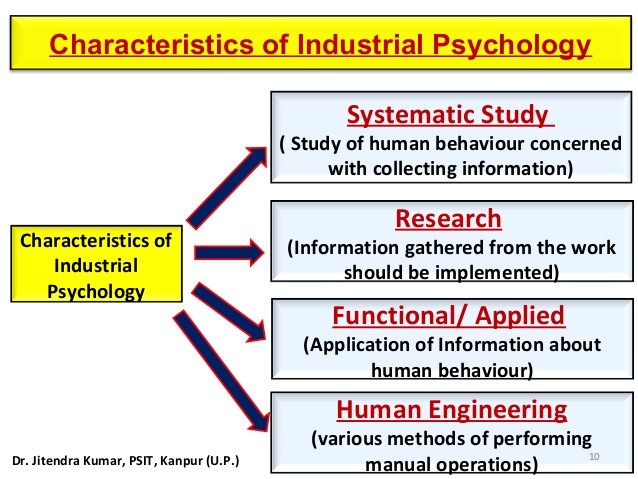 Characteristics of Industrial Psychology
Systematic Study
( Study of human behaviour concerned
with collecting information)
Characteristics of
Industrial
Psychology
Research
(Information gathered from the work
should be implemented)
Functional/ Applied
(Application of Information about
human behaviour)
Human Engineering
(various methods of performing
manual operations)
Dr. Jitendra Kumar, PSIT, Kanpur (U.P.)
10